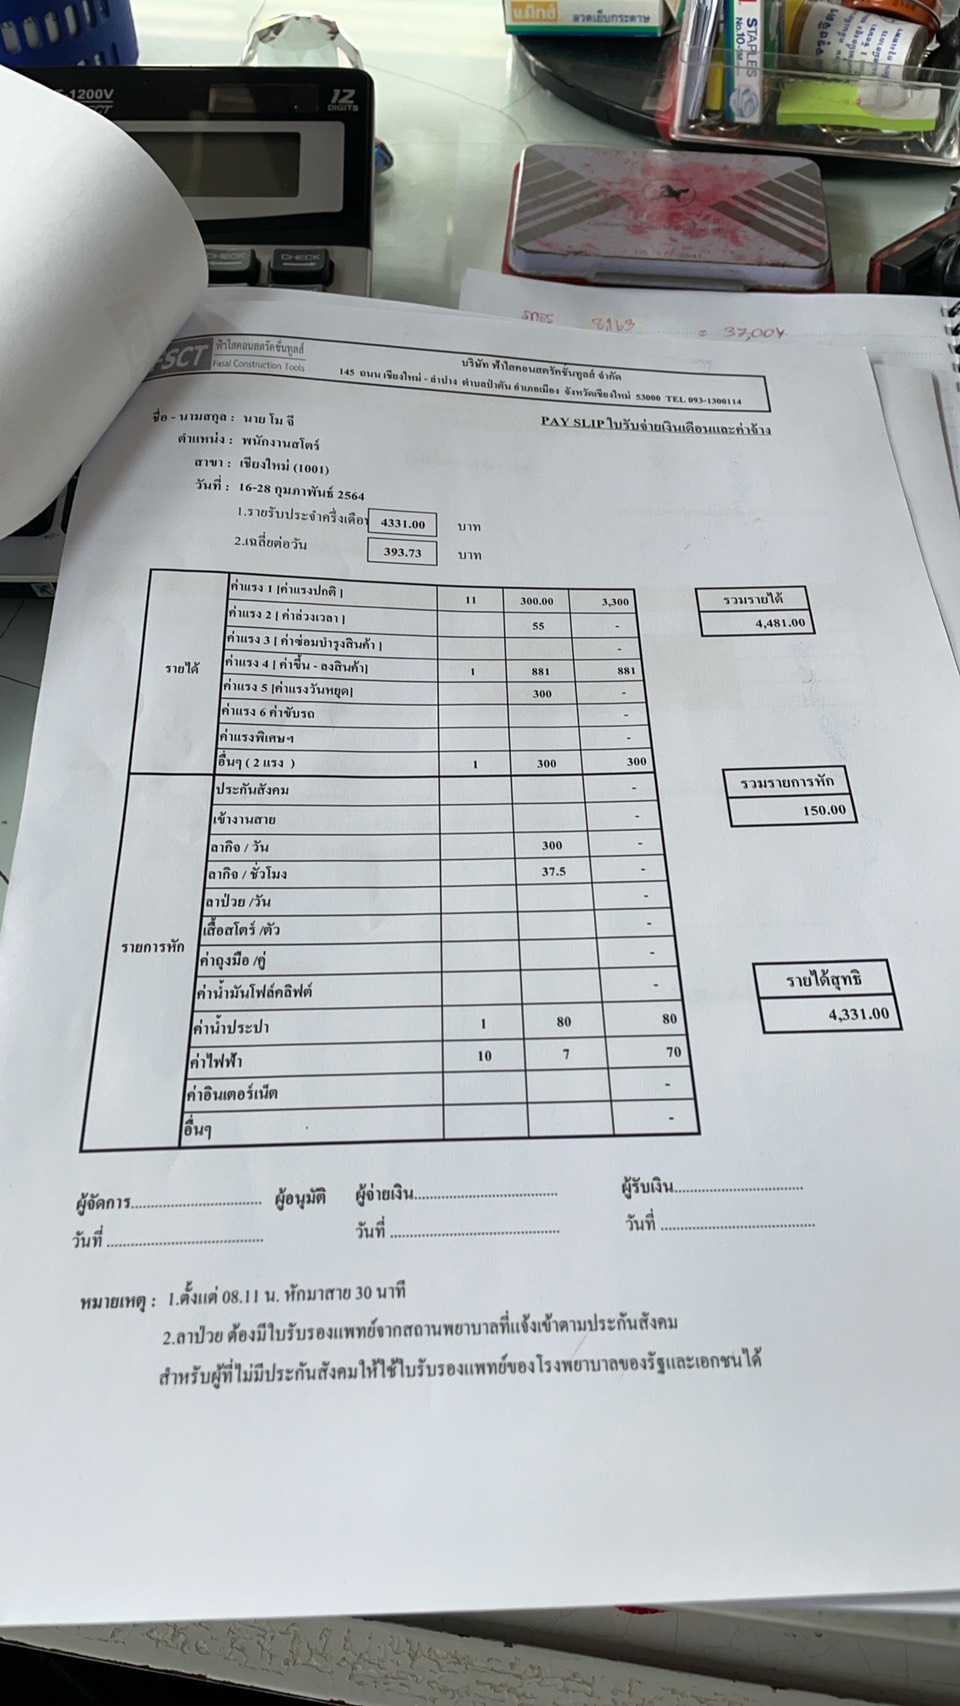 1200V
12
DIGITS
CHECK
CHECK
แม็กซ์
ลวดเย็บกระดาษ
STAPLES
No.10
8163 = 37,004
SCT ฟ้าใสคอนสตรัคชั่นทูลส์
Fasai Construction Tools
บริษัท ฟ้าใสคอนสตรัคชั่นทูลส์ จำกัด
145 ถนน เชียงใหม่ - ลำปาง ตำบลป่าตัน อำเภอเมือง จังหวัดเชียงใหม่ 53000 TEL 093-1300114
PAY SLIP ใบรับจ่ายเงินเดือนและค่าจ้าง
ชื่อ - นามสกุล : นาย โม จี
ตำแหน่ง : พนักงานสโตร์
สาขา : เชียงใหม่ (1001)
วันที่ : 16-28 กุมภาพันธ์ 2564
1.รายรับประจำครึ่งเดือน 4331.00 บาท
2.เฉลี่ยต่อวัน 393.73 บาท
รายได้
ค่าแรง 1 [ค่าแรงปกติ ] 11 300.00 3,300
ค่าแรง 2 [ ค่าล่วงเวลา ] 55 -
ค่าแรง 3 [ ค่าซ่อมบำรุงสินค้า ] -
ค่าแรง 4 [ ค่าขึ้น - ลงสินค้า] 1 881 881
ค่าแรง 5 [ค่าแรงวันหยุด] 300 -
ค่าแรง 6 ค่าขับรถ -
ค่าแรงพิเศษฯ -
อื่นๆ ( 2 แรง ) 1 300 300
รวมรายได้
4,481.00
รายการหัก
ประกันสังคม -
เข้างานสาย -
ลากิจ / วัน 300 -
ลากิจ / ชั่วโมง 37.5 -
ลาป่วย /วัน -
เสื้อสโตร์ /ตัว -
ค่าถุงมือ /คู่ -
ค่าน้ำมันโฟล์คลิฟต์ -
ค่าน้ำประปา 1 80 80
ค่าไฟฟ้า 10 7 70
ค่าอินเตอร์เน็ต -
อื่นๆ -
รวมรายการหัก
150.00
รายได้สุทธิ
4,331.00
ผู้จัดการ.............................. ผู้อนุมัติ ผู้จ่ายเงิน.................................. ผู้รับเงิน..............................
วันที่ ..................................... วันที่ ........................................ วันที่ .....................................
หมายเหตุ : 1.ตั้งแต่ 08.11 น. หักมาสาย 30 นาที
2.ลาป่วย ต้องมีใบรับรองแพทย์จากสถานพยาบาลที่แจ้งเข้าตามประกันสังคม
สำหรับผู้ที่ไม่มีประกันสังคมให้ใช้ใบรับรองแพทย์ของโรงพยาบาลของรัฐและเอกชนได้